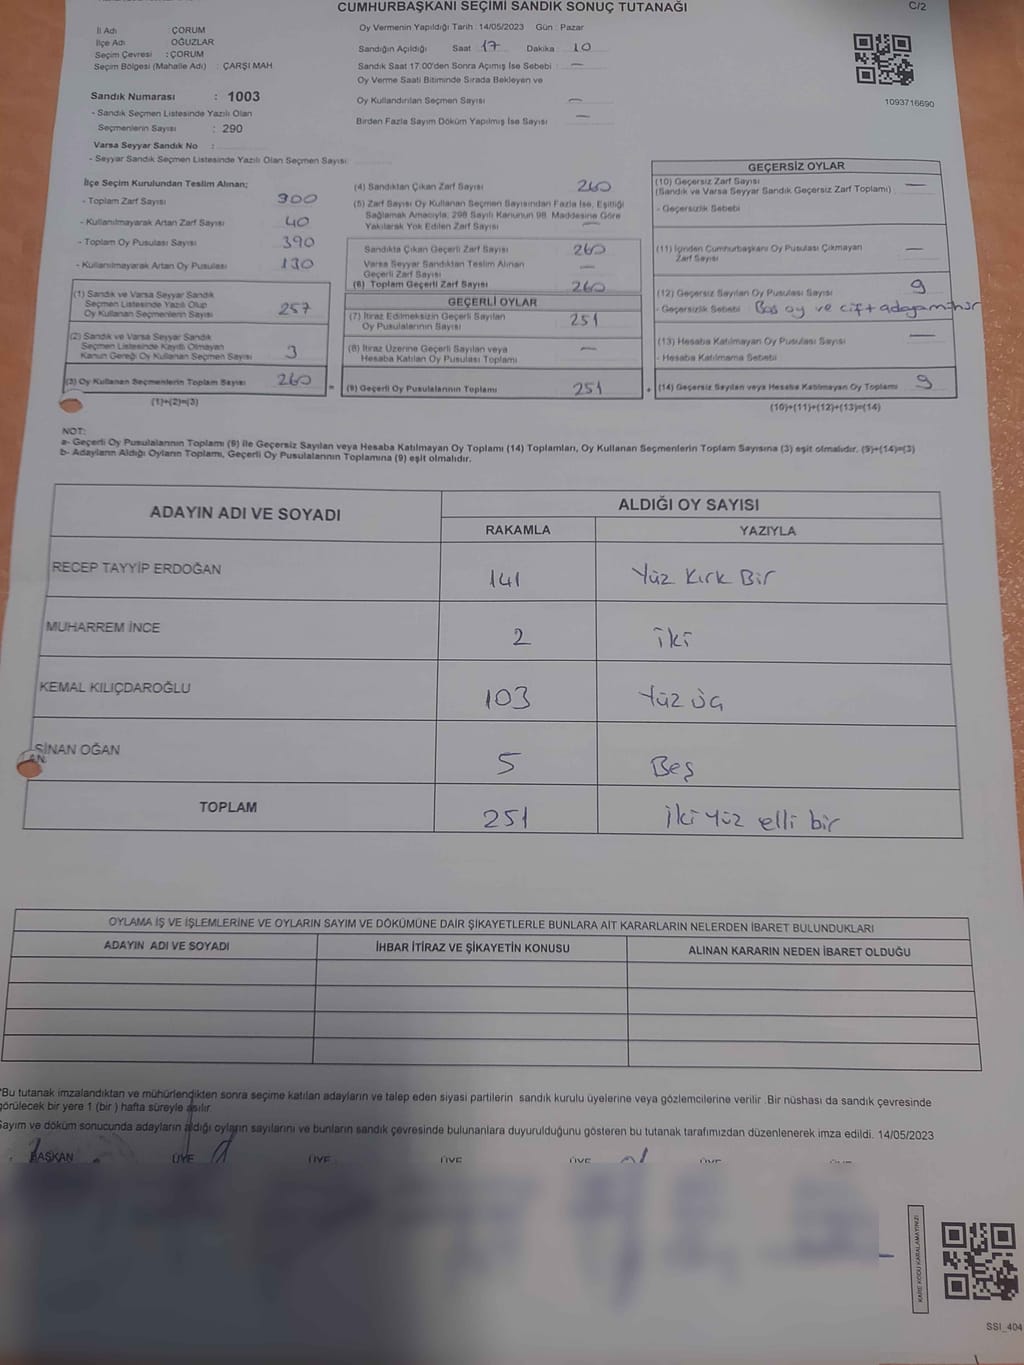 CUMHURBAŞKANI SEÇİMİ SANDIK SONUÇ TUTANAĞI
C/2
İl Adı ÇORUM
İlçe Adı OĞUZLAR
Seçim Çevresi : ÇORUM
Seçim Bölgesi (Mahalle Adı) : ÇARŞI MAH.
Sandık Numarası : 1003
- Sandık Seçmen Listesinde Yazılı Olan
Seçmenlerin Sayısı : 290
Varsa Seyyar Sandık No :
- Seyyar Sandık Seçmen Listesinde Yazılı Olan Seçmen Sayısı:
Oy Vermenin Yapıldığı Tarih : 14/05/2023 Gün : Pazar
Sandığın Açıldığı Saat 17 Dakika 10
Sandık Saat 17:00'den Sonra Açımış İse Sebebi : —
Oy Verme Saati Bitiminde Sırada Bekleyen ve
Oy Kullandırılan Seçmen Sayısı —
Birden Fazla Sayım Döküm Yapılmış İse Sayısı —
1093716690
İlçe Seçim Kurulundan Teslim Alınan;
- Toplam Zarf Sayısı 300
- Kullanılmayarak Artan Zarf Sayısı 40
- Toplam Oy Pusulası Sayısı 390
- Kullanılmayarak Artan Oy Pusulası 130
(1) Sandık ve Varsa Seyyar Sandık
Seçmen Listesinde Yazılı Olup
Oy Kullanan Seçmenlerin Sayısı 257
(2) Sandık ve Varsa Seyyar Sandık
Seçmen Listesinde Kayıtlı Olmayan
Kanun Gereği Oy Kullanan Seçmen Sayısı 3
(3) Oy Kullanan Seçmenlerin Toplam Sayısı 260 =
(1)+(2)=(3)
(4) Sandıktan Çıkan Zarf Sayısı 260
(5) Zarf Sayısı Oy Kullanan Seçmen Sayısından Fazla İse, Eşitliği
Sağlamak Amacıyla, 298 Sayılı Kanunun 98. Maddesine Göre
Yakılarak Yok Edilen Zarf Sayısı —
Sandıkta Çıkan Geçerli Zarf Sayısı 260
Varsa Seyyar Sandıktan Teslim Alınan
Geçerli Zarf Sayısı —
(6) Toplam Geçerli Zarf Sayısı 260
GEÇERLİ OYLAR
(7) İtiraz Edilmeksizin Geçerli Sayılan
Oy Pusulalarının Sayısı 251
(8) İtiraz Üzerine Geçerli Sayılan veya
Hesaba Katılan Oy Pusulası Toplamı —
(9) Geçerli Oy Pusulalarının Toplamı 251 +
GEÇERSİZ OYLAR
(10) Geçersiz Zarf Sayısı —
(Sandık ve Varsa Seyyar Sandık Geçersiz Zarf Toplamı)
- Geçersizlik Sebebi
(11) İçinden Cumhurbaşkanı Oy Pusulası Çıkmayan
Zarf Sayısı —
(12) Geçersiz Sayılan Oy Pusulası Sayısı 9
- Geçersizlik Sebebi Boş oy ve çift adaya mühür
(13) Hesaba Katılmayan Oy Pusulası Sayısı —
- Hesaba Katılmama Sebebi
(14) Geçersiz Sayılan veya Hesaba Katılmayan Oy Toplamı 9
(10)+(11)+(12)+(13)=(14)
NOT:
a- Geçerli Oy Pusulalarının Toplamı (9) ile Geçersiz Sayılan veya Hesaba Katılmayan Oy Toplamı (14) Toplamları, Oy Kullanan Seçmenlerin Toplam Sayısına (3) eşit olmalıdır. (9)+(14)=(3)
b- Adayların Aldığı Oyların Toplamı, Geçerli Oy Pusulalarının Toplamına (9) eşit olmalıdır.
ADAYIN ADI VE SOYADI
ALDIĞI OY SAYISI
RAKAMLA YAZIYLA
RECEP TAYYİP ERDOĞAN 141 Yüz Kırk Bir
MUHARREM İNCE 2 iki
KEMAL KILIÇDAROĞLU 103 Yüz üç
SİNAN OĞAN 5 Beş
TOPLAM 251 iki Yüz elli bir
OYLAMA İŞ VE İŞLEMLERİNE VE OYLARIN SAYIM VE DÖKÜMÜNE DAİR ŞİKAYETLERLE BUNLARA AİT KARARLARIN NELERDEN İBARET BULUNDUKLARI
ADAYIN ADI VE SOYADI İHBAR İTİRAZ VE ŞİKAYETİN KONUSU ALINAN KARARIN NEDEN İBARET OLDUĞU
*Bu tutanak imzalandıktan ve mühürlendikten sonra seçime katılan adayların ve talep eden siyasi partilerin sandık kurulu üyelerine veya gözlemcilerine verilir .Bir nüshası da sandık çevresinde
görülecek bir yere 1 (bir ) hafta süreyle asılır.
Sayım ve döküm sonucunda adayların aldığı oyların sayılarını ve bunların sandık çevresinde bulunanlara duyurulduğunu gösteren bu tutanak tarafımızdan düzenlenerek imza edildi. 14/05/2023
BAŞKAN ÜYE ÜYE ÜYE ÜYE ÜYE
KARE KODU KARALAMAYINIZ!
SSI_404